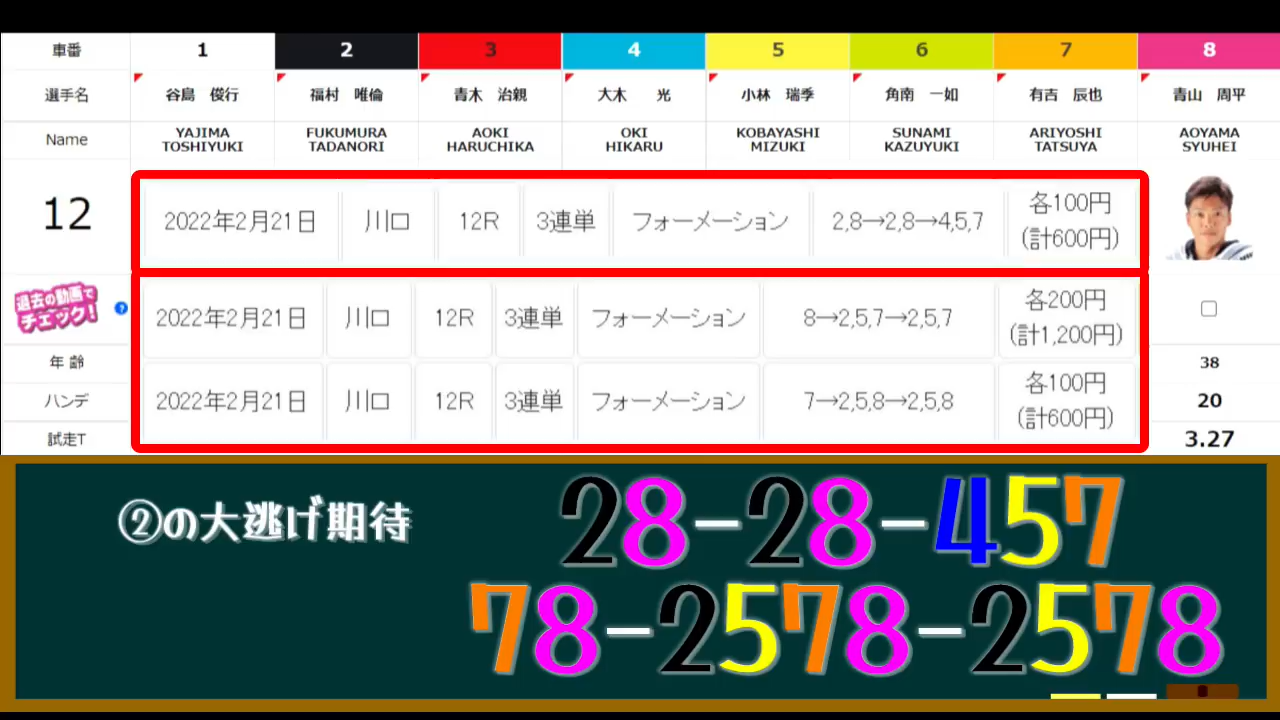 車番 1 2 3 4 5 6 7 8
選手名 谷島 俊行 福村 唯倫 青木 治親 大木 光 小林 瑞季 角南 一如 有吉 辰也 青山 周平
Name YAJIMA TOSHIYUKI FUKUMURA TADANORI AOKI HARUCHIKA OKI HIKARU KOBAYASHI MIZUKI SUNAMI KAZUYUKI ARIYOSHI TATSUYA AOYAMA SYUHEI
12
2022年2月21日 川口 12R 3連単 フォーメーション 2,8→2,8→4,5,7 各100円 (計600円)
過去の動画で
チェック!
?
2022年2月21日 川口 12R 3連単 フォーメーション 8→2,5,7→2,5,7 各200円 (計1,200円)
2022年2月21日 川口 12R 3連単 フォーメーション 7→2,5,8→2,5,8 各100円 (計600円)
年齢 38
ハンデ 20
試走T 3.27
②の大逃げ期待
28-28-457
78-2578-2578